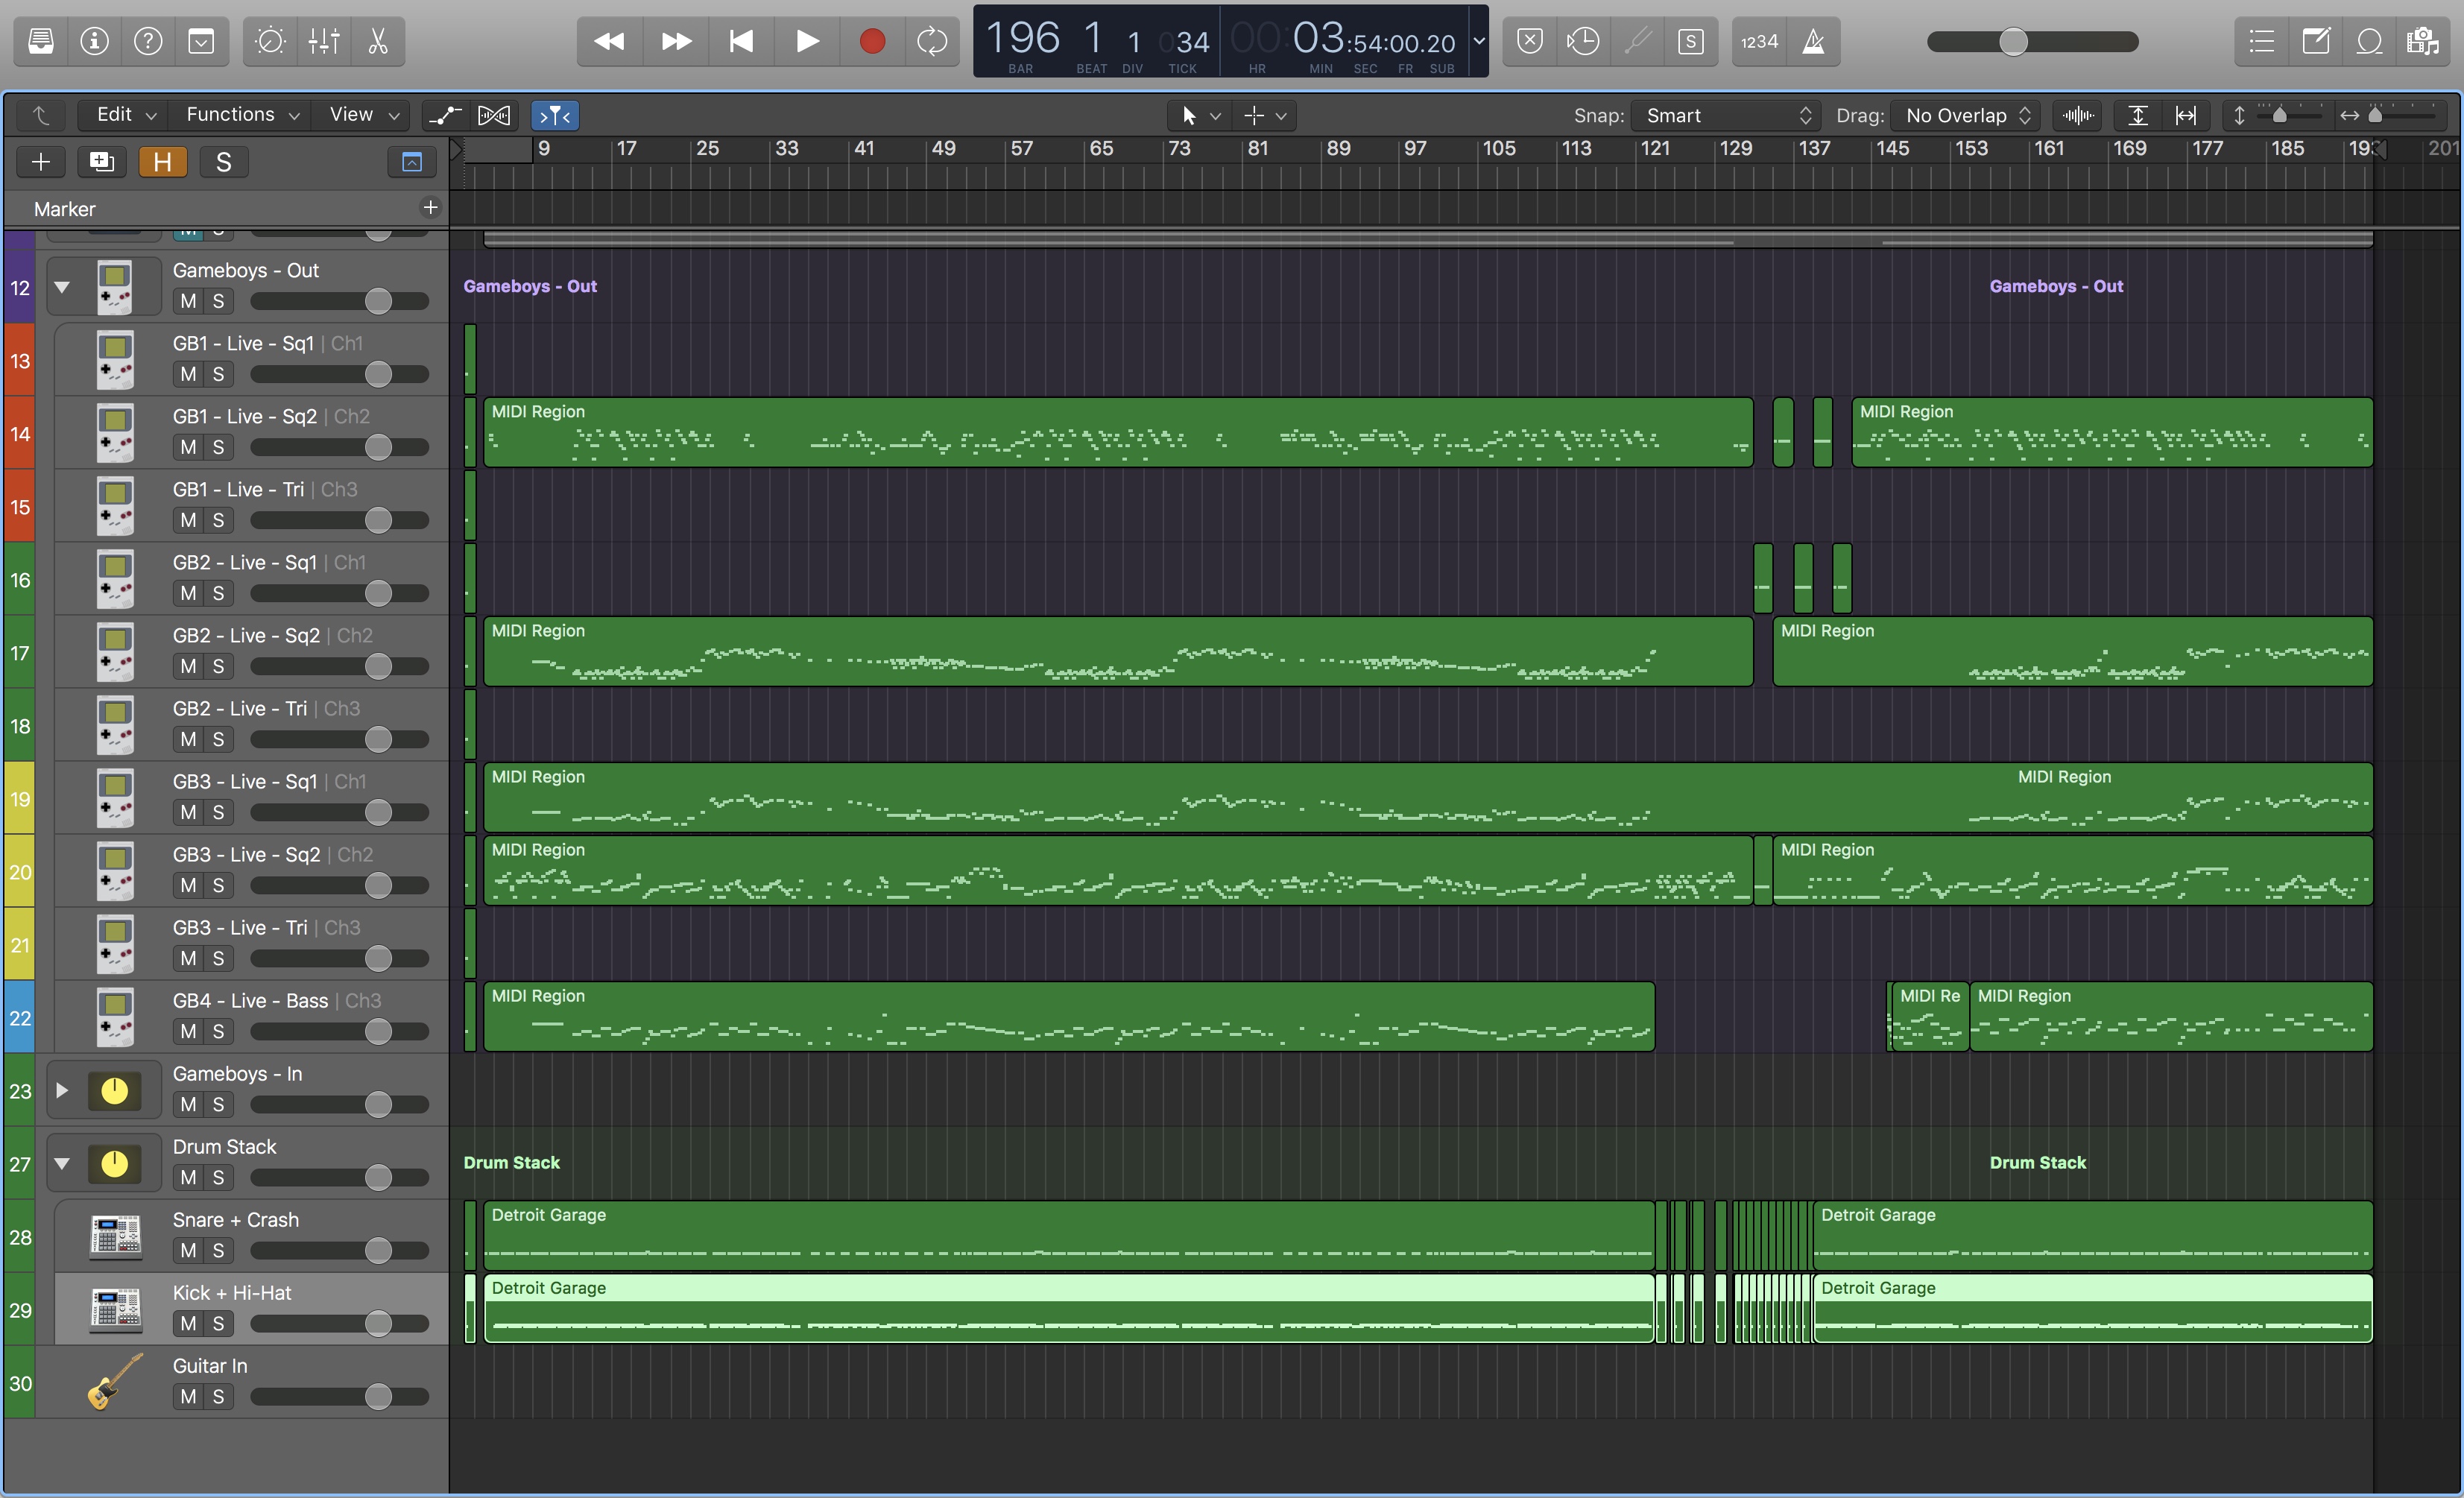 196 1 1 034 00:03:54:00.20
BAR BEAT DIV TICK HR MIN SEC FR SUB
S 1234
Edit Functions View Snap: Smart Drag: No Overlap
H S
9 17 25 33 41 49 57 65 73 81 89 97 105 113 121 129 137 145 153 161 169 177 185 193 201
Marker
M S
12 Gameboys - Out
M S
Gameboys - Out Gameboys - Out
13 GB1 - Live - Sq1 | Ch1
M S
14 GB1 - Live - Sq2 | Ch2
M S
MIDI Region MIDI Region
15 GB1 - Live - Tri | Ch3
M S
16 GB2 - Live - Sq1 | Ch1
M S
17 GB2 - Live - Sq2 | Ch2
M S
MIDI Region MIDI Region
18 GB2 - Live - Tri | Ch3
M S
19 GB3 - Live - Sq1 | Ch1
M S
MIDI Region MIDI Region
20 GB3 - Live - Sq2 | Ch2
M S
MIDI Region MIDI Region
21 GB3 - Live - Tri | Ch3
M S
22 GB4 - Live - Bass | Ch3
M S
MIDI Region MIDI Re MIDI Region
23 Gameboys - In
M S
27 Drum Stack
M S
Drum Stack Drum Stack
28 Snare + Crash
M S
Detroit Garage Detroit Garage
29 Kick + Hi-Hat
M S
Detroit Garage Detroit Garage
30 Guitar In
M S